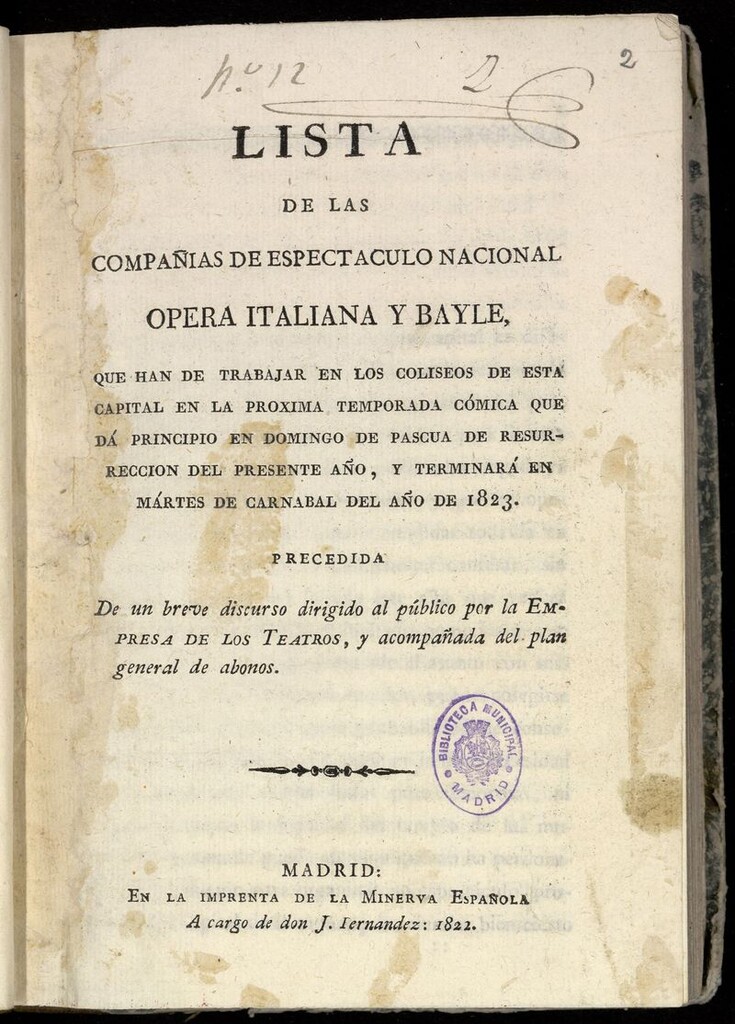 2
n.º 12 2
LISTA
DE LAS
COMPAÑIAS DE ESPECTACULO NACIONAL
OPERA ITALIANA Y BAYLE,
QUE HAN DE TRABAJAR EN LOS COLISEOS DE ESTA
CAPITAL EN LA PROXIMA TEMPORADA CÓMICA QUE
DÁ PRINCIPIO EN DOMINGO DE PASCUA DE RESUR-
RECCION DEL PRESENTE AÑO, Y TERMINARÁ EN
MÁRTES DE CARNABAL DEL AÑO DE 1823.
PRECEDIDA
De un breve discurso dirigido al público por la EM-
PRESA DE LOS TEATROS, y acompañada del plan
general de abonos.
BIBLIOTECA MUNICIPAL
MADRID
MADRID:
EN LA IMPRENTA DE LA MINERVA ESPAÑOLA
A cargo de don J. Fernandez: 1822.